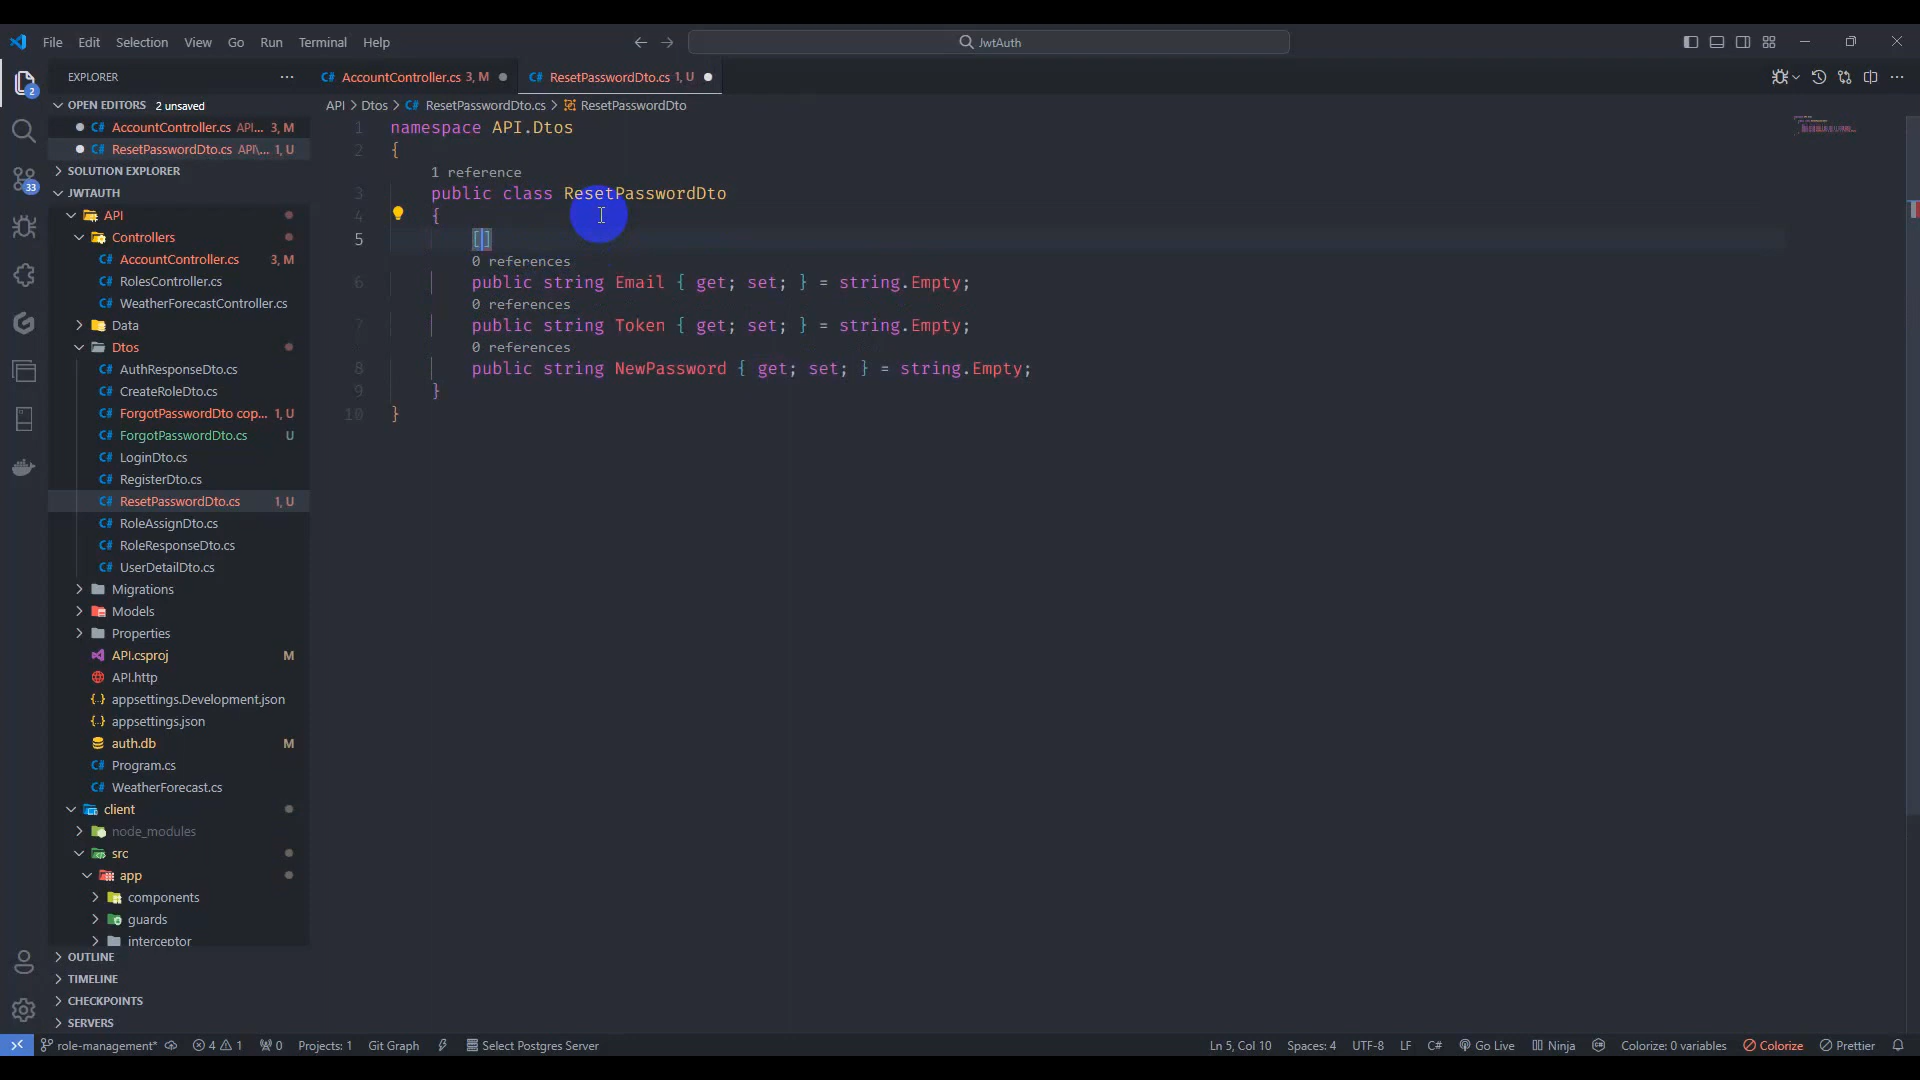 File Edit Selection View Go Run Terminal Help
JwtAuth
EXPLORER
AccountController.cs 3, M
ResetPasswordDto.cs 1, U
OPEN EDITORS 2 unsaved
AccountController.cs API... 3, M
ResetPasswordDto.cs API\... 1, U
SOLUTION EXPLORER
JWTAUTH
API
Controllers
AccountController.cs 3, M
RolesController.cs
WeatherForecastController.cs
Data
Dtos
AuthResponseDto.cs
CreateRoleDto.cs
ForgotPasswordDto cop... 1, U
ForgotPasswordDto.cs U
LoginDto.cs
RegisterDto.cs
ResetPasswordDto.cs 1, U
RoleAssignDto.cs
RoleResponseDto.cs
UserDetailDto.cs
Migrations
Models
Properties
API.csproj M
API.http
appsettings.Development.json
appsettings.json
auth.db M
Program.cs
WeatherForecast.cs
client
node_modules
src
app
components
guards
interceptor
OUTLINE
TIMELINE
CHECKPOINTS
SERVERS
2
33
API > Dtos > ResetPasswordDto.cs > ResetPasswordDto
1 namespace API.Dtos
2 {
1 reference
3 public class ResetPasswordDto
4 {
5 []
0 references
6 public string Email { get; set; } = string.Empty;
0 references
7 public string Token { get; set; } = string.Empty;
0 references
8 public string NewPassword { get; set; } = string.Empty;
9 }
10 }
role-management* 4 1 0 Projects: 1 Git Graph Select Postgres Server Ln 5, Col 10 Spaces: 4 UTF-8 LF C# Go Live Ninja Colorize: 0 variables Colorize Prettier